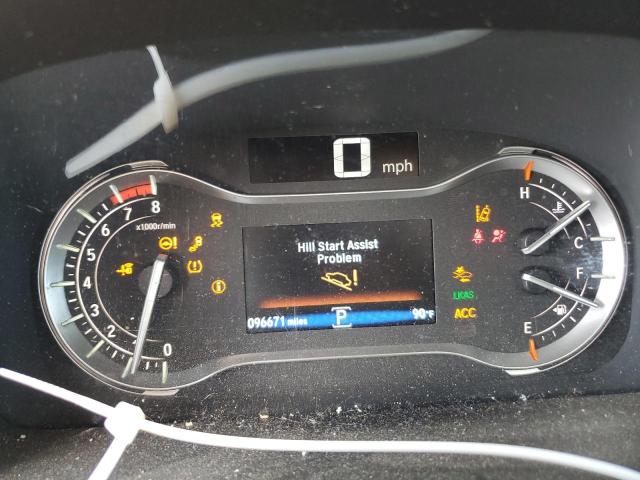 0 mph
8
7
6
5
4
3
2
1
0
x1000r/min
Hill Start Assist
Problem
096671 miles
P
90°F
H
C
F
E
LKAS
ACC